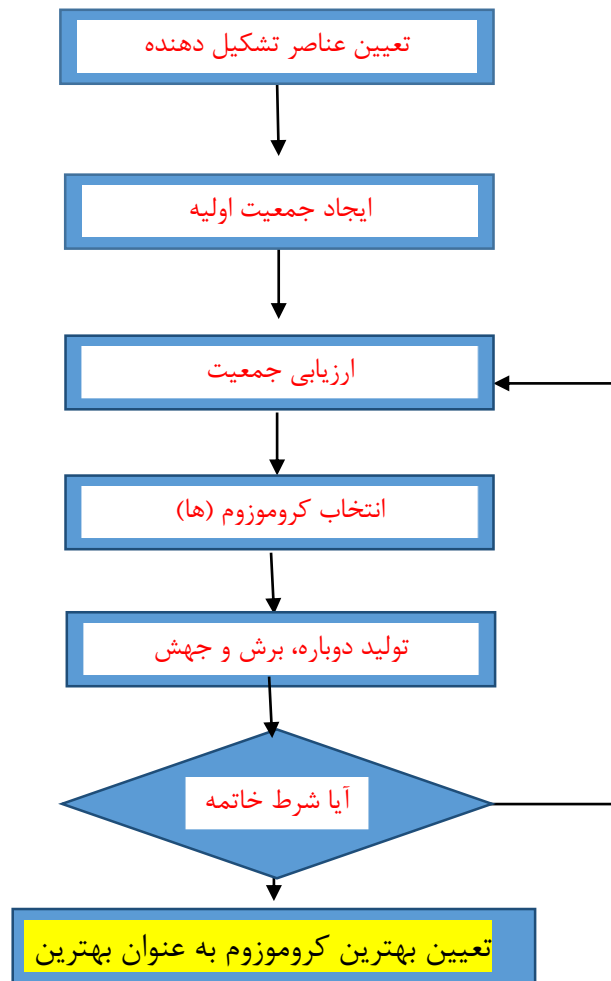 تعیین عناصر تشکیل دهنده
ایجاد جمعیت اولیه
ارزیابی جمعیت
انتخاب کروموزوم (ها)
تولید دوباره، برش و جهش
آیا شرط خاتمه
تعیین بهترین کروموزوم به عنوان بهترین